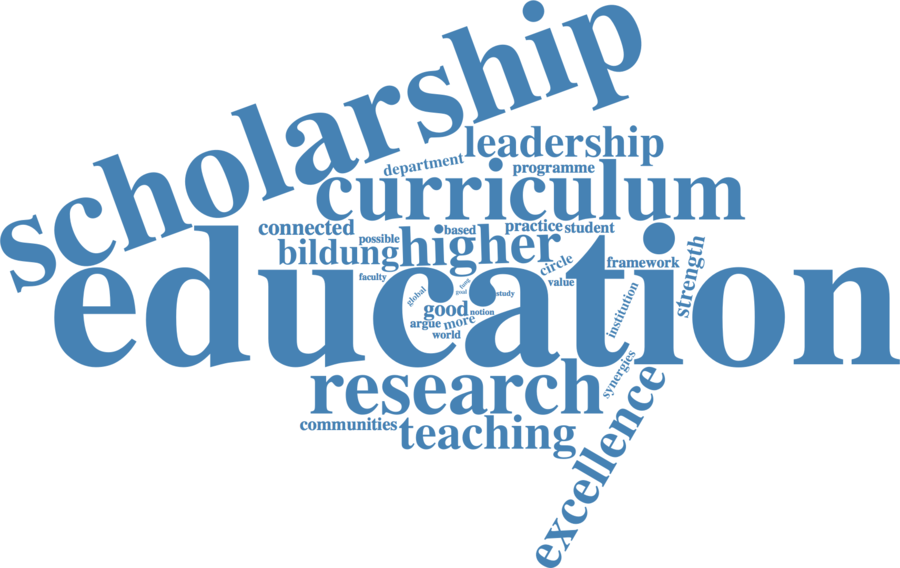 scholarship
leadership
department
programme
curriculum
connected
possible
based
practice
student
bildung
higher
circle
framework
strength
faculty
value
education
global
study
good
notion
institution
argue
more
world
research
synergies
excellence
communities
teaching